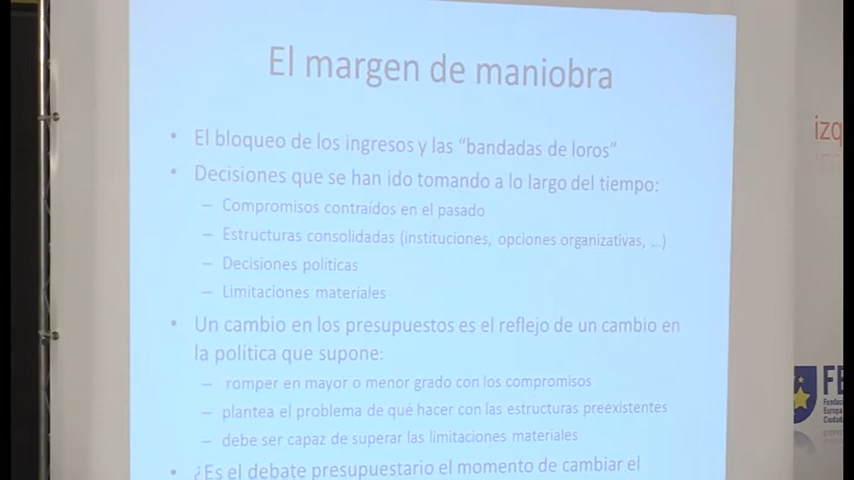 El margen de maniobra
• El bloqueo de los ingresos y las “bandadas de loros”
• Decisiones que se han ido tomando a lo largo del tiempo:
– Compromisos contraídos en el pasado
– Estructuras consolidadas (instituciones, opciones organizativas, ...)
– Decisiones políticas
– Limitaciones materiales
• Un cambio en los presupuestos es el reflejo de un cambio en
la política que supone:
– romper en mayor o menor grado con los compromisos
– plantea el problema de qué hacer con las estructuras preexistentes
– debe ser capaz de superar las limitaciones materiales
• ¿Es el debate presupuestario el momento de cambiar el
izq
FE
Fundac
Europa
Ciudada